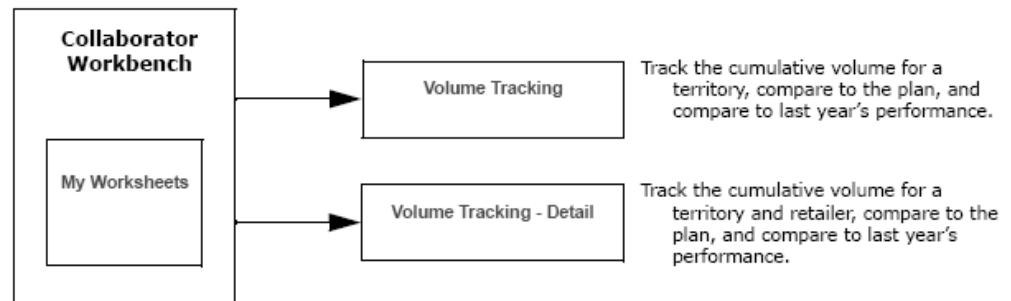 Collaborator
Workbench
My Worksheets
Volume Tracking
Track the cumulative volume for a
territory, compare to the plan, and
compare to last year's performance.
Volume Tracking - Detail
Track the cumulative volume for a
territory and retailer, compare to the
plan, and compare to last year's
performance.